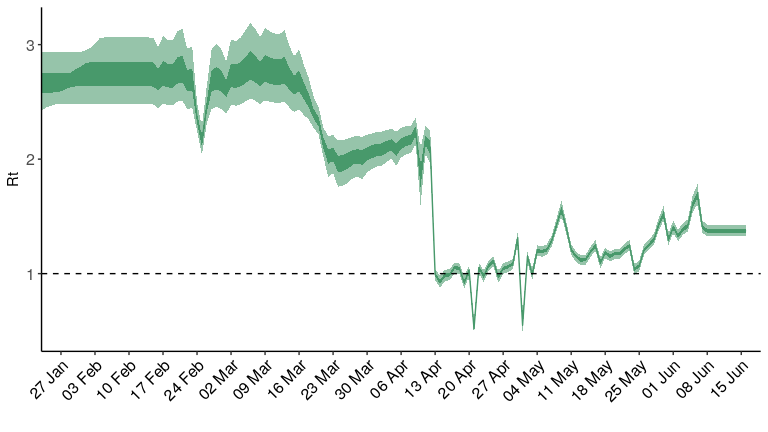 Rt
3
2
1
27 Jan
03 Feb
10 Feb
17 Feb
24 Feb
02 Mar
09 Mar
16 Mar
23 Mar
30 Mar
06 Apr
13 Apr
20 Apr
27 Apr
04 May
11 May
18 May
25 May
01 Jun
08 Jun
15 Jun